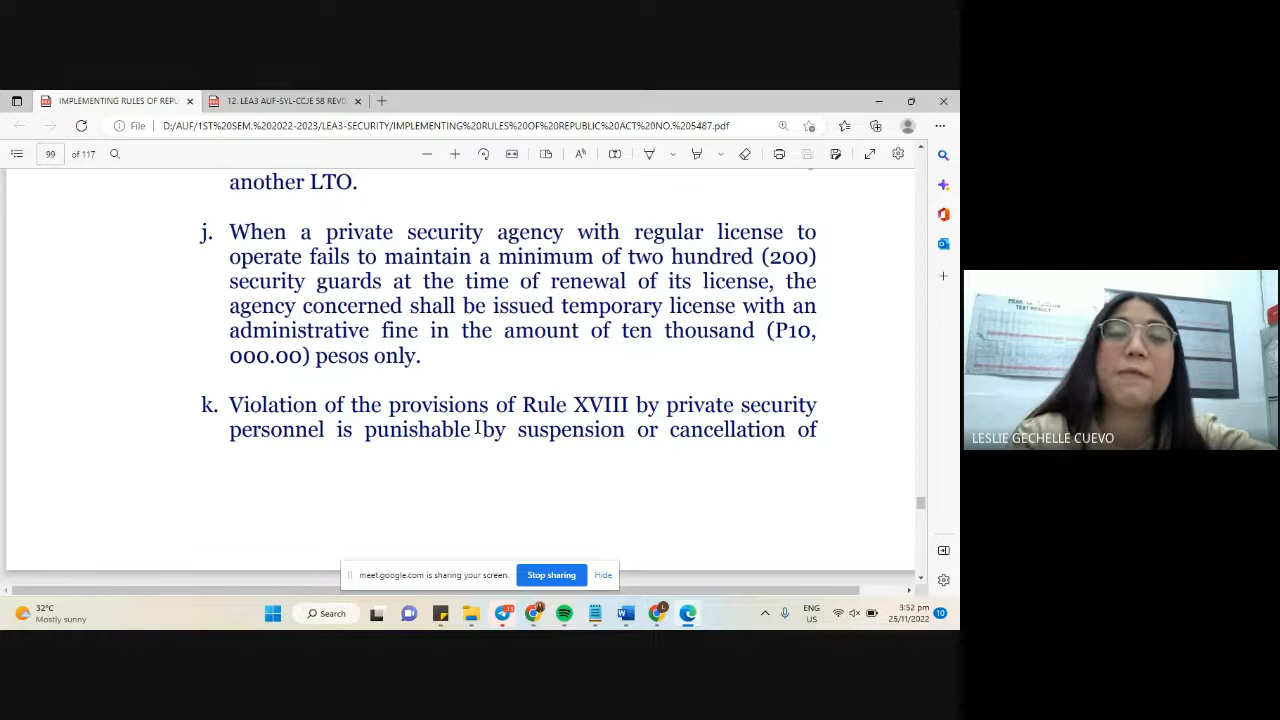 IMPLEMENTING RULES OF REPU
12. LEA3 AUF-SYL-CCJE 58 REV0
File
D:/AUF/1ST%20SEM.%202022-2023/LEA3-SECURITY/IMPLEMENTING%20RULES%20OF%20REPUBLIC%20ACT%20NO.%205487.pdf
99 of 117
another LTO.
j. When a private security agency with regular license to
operate fails to maintain a minimum of two hundred (200)
security guards at the time of renewal of its license, the
agency concerned shall be issued temporary license with an
administrative fine in the amount of ten thousand (P10,
000.00) pesos only.
k. Violation of the provisions of Rule XVIII by private security
personnel is punishable by suspension or cancellation of
TEST RESULT
LESLIE GECHELLE CUEVO
meet.google.com is sharing your screen.
Stop sharing
Hide
32°C
Mostly sunny
Search
ENG
US
3:52 pm
25/11/2022
10